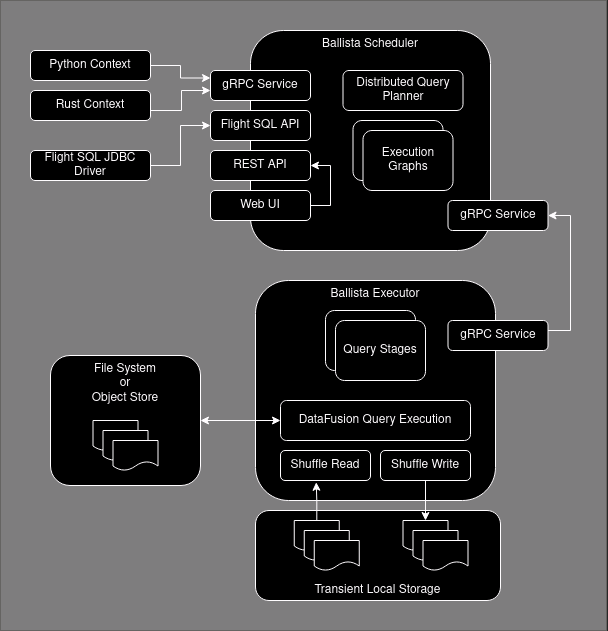 Ballista Scheduler
Python Context
gRPC Service
Distributed Query
Planner
Rust Context
Flight SQL API
Flight SQL JDBC
Driver
REST API
Execution
Graphs
Web UI
gRPC Service
Ballista Executor
gRPC Service
Query Stages
File System
or
Object Store
DataFusion Query Execution
Shuffle Read
Shuffle Write
Transient Local Storage